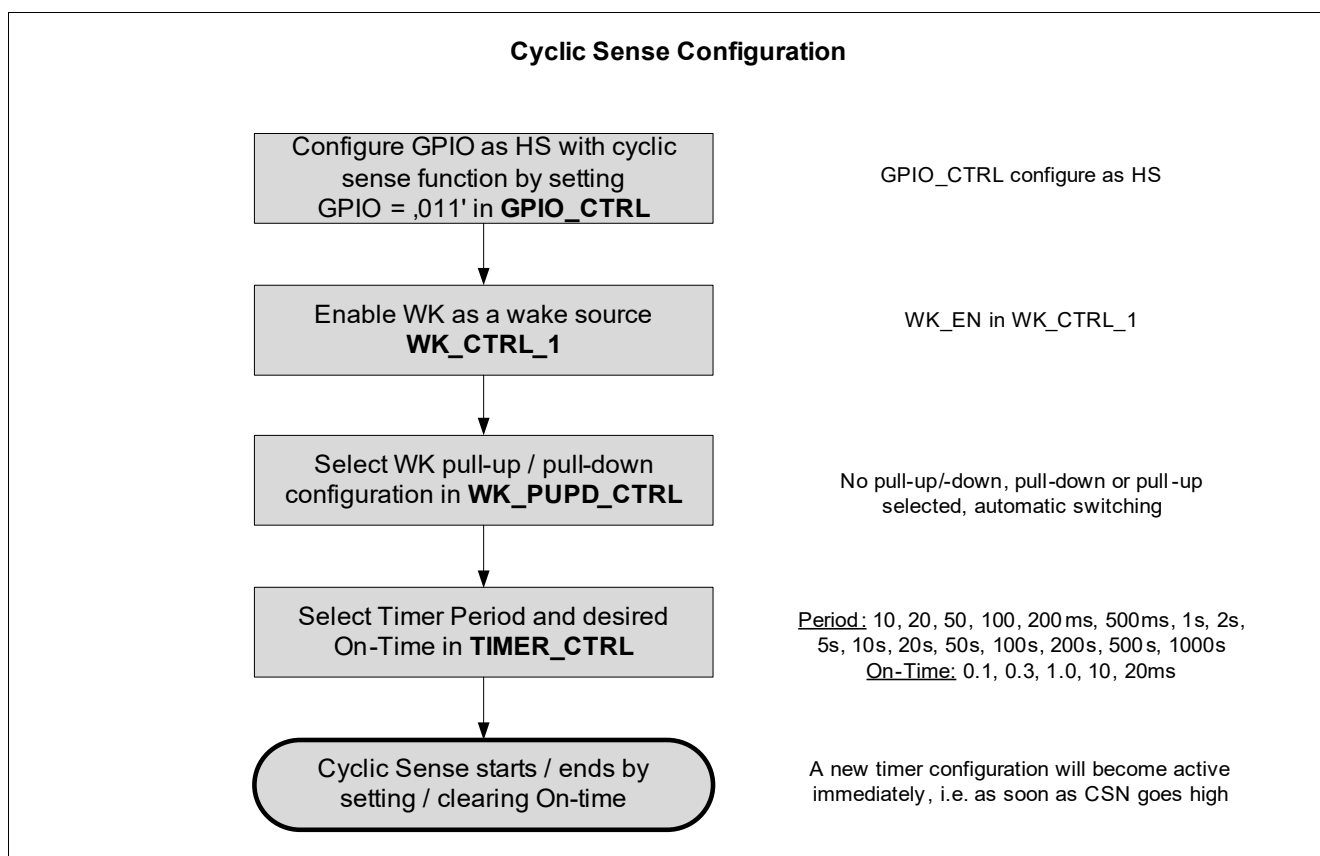 Cyclic Sense Configuration
Configure GPIO as HS with cyclic
sense function by setting
GPIO = ‚011' in GPIO_CTRL
GPIO_CTRL configure as HS
Enable WK as a wake source
WK_CTRL_1
WK_EN in WK_CTRL_1
Select WK pull-up / pull-down
configuration in WK_PUPD_CTRL
No pull-up/-down, pull-down or pull-up
selected, automatic switching
Select Timer Period and desired
On-Time in TIMER_CTRL
Period: 10, 20, 50, 100, 200ms, 500ms, 1s, 2s,
5s, 10s, 20s, 50s, 100s, 200s, 500s, 1000s
On-Time: 0.1, 0.3, 1.0, 10, 20ms
Cyclic Sense starts / ends by
setting / clearing On-time
A new timer configuration will become active
immediately, i.e. as soon as CSN goes high